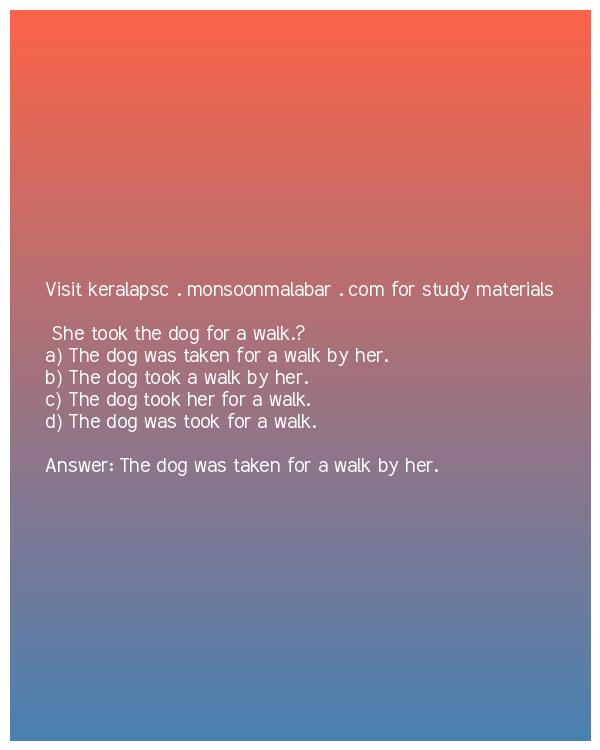 Visit keralapsc . monsoonmalabar . com for study materials
She took the dog for a walk.?
a) The dog was taken for a walk by her.
b) The dog took a walk by her.
c) The dog took her for a walk.
d) The dog was took for a walk.
Answer: The dog was taken for a walk by her.